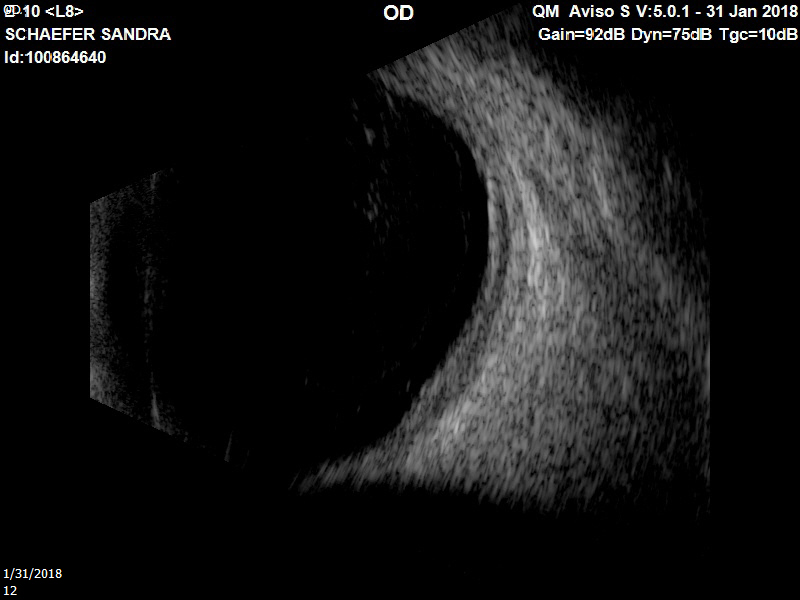 10 <L8>
OD
QM Aviso S V:5.0.1 - 31 Jan 2018
SCHAEFER SANDRA
Gain=92dB Dyn=75dB Tgc=10dB
Id:100864640
1/31/2018
12